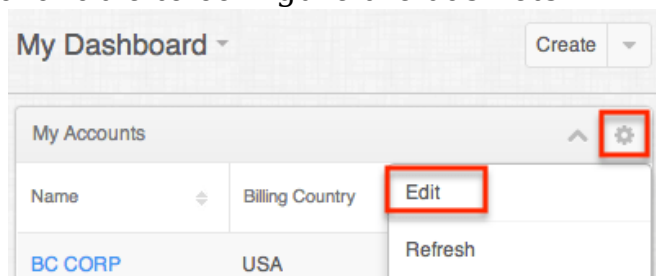 My Dashboard Create
My Accounts
Name Billing Country Edit
BC CORP USA Refresh